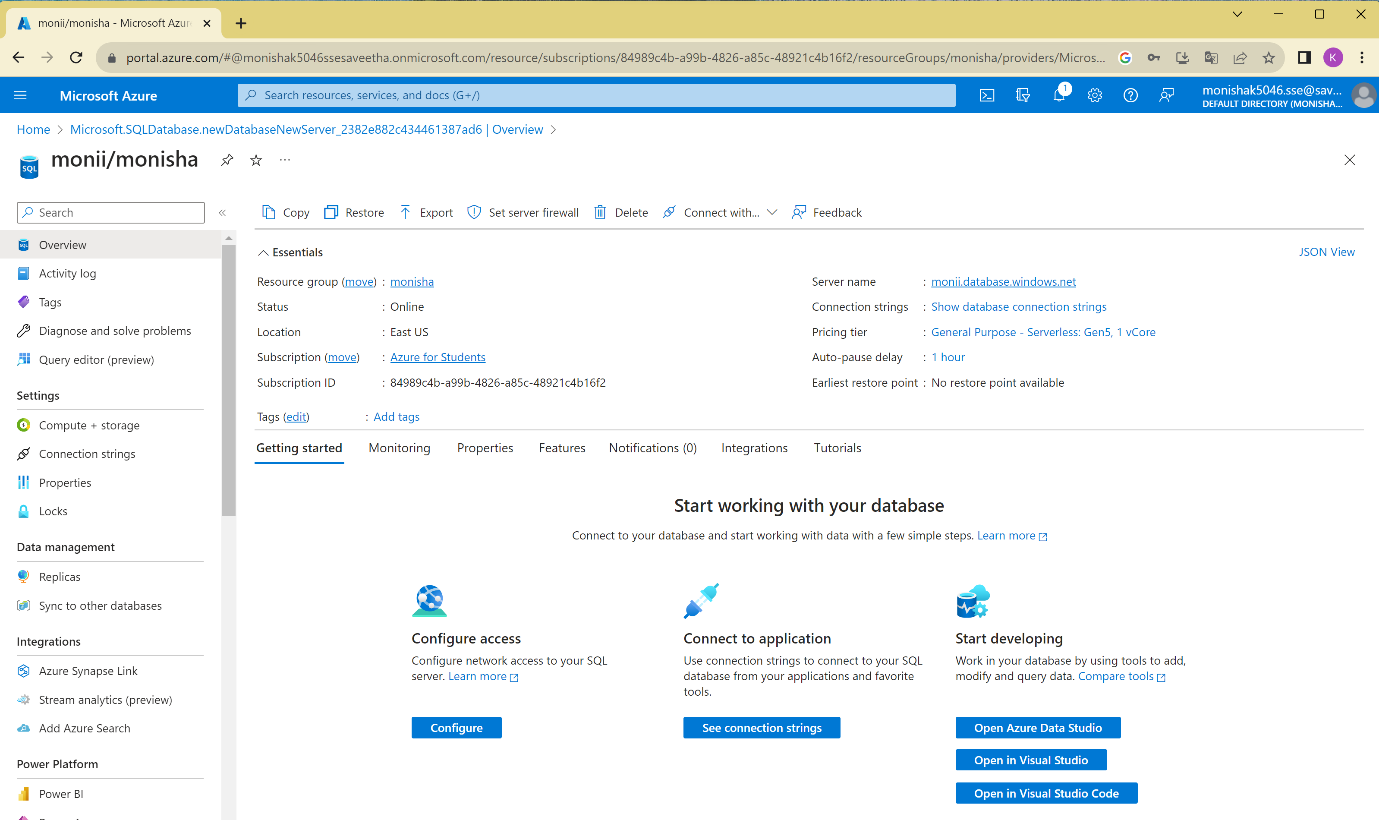 monii/monisha - Microsoft Azur
portal.azure.com/#@monishak5046ssesaveetha.onmicrosoft.com/resource/subscriptions/84989c4b-a99b-4826-a85c-48921c4b16f2/resourceGroups/monisha/providers/Micros...
K
Microsoft Azure
Search resources, services, and docs (G+/)
1
monishak5046.sse@sav...
DEFAULT DIRECTORY (MONISHA...
Home > Microsoft.SQLDatabase.newDatabaseNewServer_2382e882c434461387ad6 | Overview >
SQL
monii/monisha
Search
Overview
Activity log
Tags
Diagnose and solve problems
Query editor (preview)
Settings
Compute + storage
Connection strings
Properties
Locks
Data management
Replicas
Sync to other databases
Integrations
Azure Synapse Link
Stream analytics (preview)
Add Azure Search
Power Platform
Power BI
Copy Restore Export Set server firewall Delete Connect with... Feedback
Essentials
JSON View
Resource group (move) : monisha
Status : Online
Location : East US
Subscription (move) : Azure for Students
Subscription ID : 84989c4b-a99b-4826-a85c-48921c4b16f2
Server name : monii.database.windows.net
Connection strings : Show database connection strings
Pricing tier : General Purpose - Serverless: Gen5, 1 vCore
Auto-pause delay : 1 hour
Earliest restore point : No restore point available
Tags (edit) : Add tags
Getting started Monitoring Properties Features Notifications (0) Integrations Tutorials
Start working with your database
Connect to your database and start working with data with a few simple steps. Learn more
Configure access
Configure network access to your SQL
server. Learn more
Configure
Connect to application
Use connection strings to connect to your SQL
database from your applications and favorite
tools.
See connection strings
Start developing
Work in your database by using tools to add,
modify and query data. Compare tools
Open Azure Data Studio
Open in Visual Studio
Open in Visual Studio Code